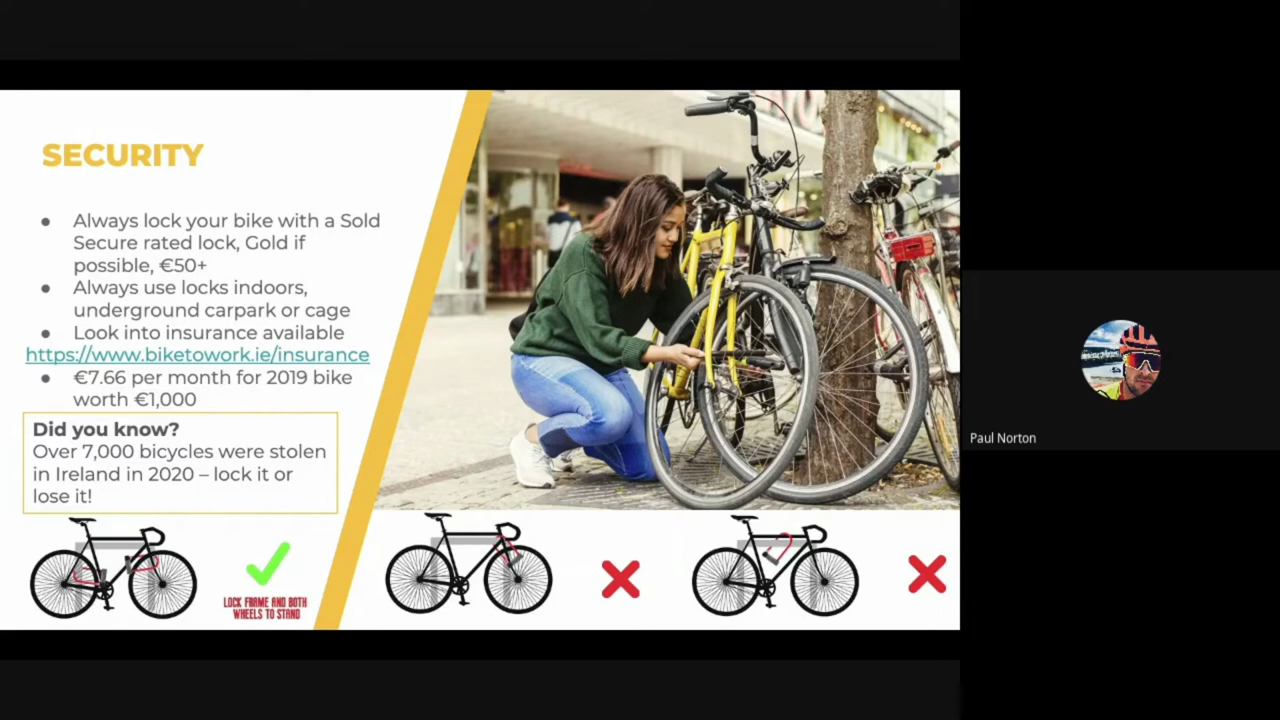 SECURITY
● Always lock your bike with a Sold
Secure rated lock, Gold if
possible, €50+
● Always use locks indoors,
underground carpark or cage
● Look into insurance available
https://www.biketowork.ie/insurance
● €7.66 per month for 2019 bike
worth €1,000
Did you know?
Over 7,000 bicycles were stolen
in Ireland in 2020 – lock it or
lose it!
LOCK FRAME AND BOTH
WHEELS TO STAND
Paul Norton